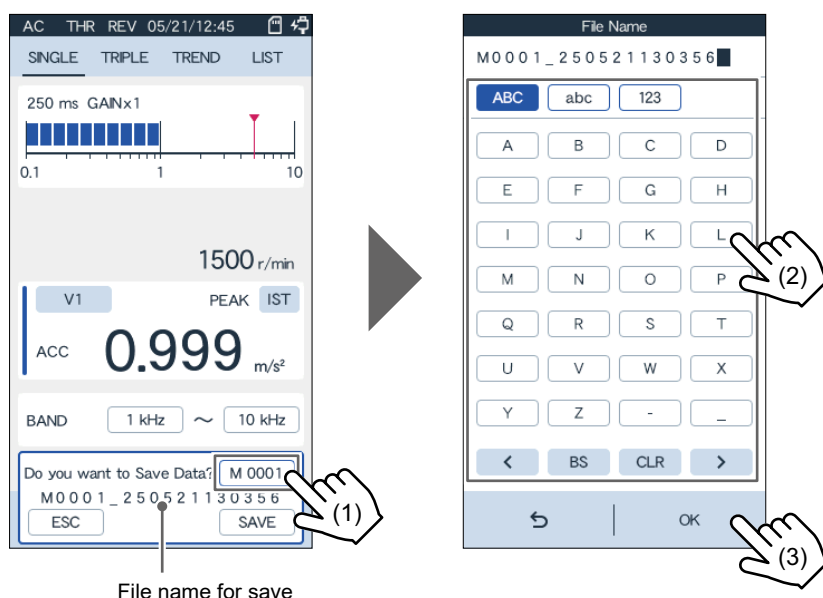 AC THR REV 05/21/12:45
SINGLE TRIPLE TREND LIST
250 ms GAIN×1
0.1 1 10
1500 r/min
V1 PEAK IST
ACC 0.999 m/s²
BAND 1 kHz ~ 10 kHz
Do you want to Save Data? M 0001
M0001_250521130356
ESC SAVE
(1)
File name for save
File Name
M0001_250521130356
ABC abc 123
A B C D
E F G H
I J K L
(2)
M N O P
Q R S T
U V W X
Y Z - _
< BS CLR >
OK
(3)